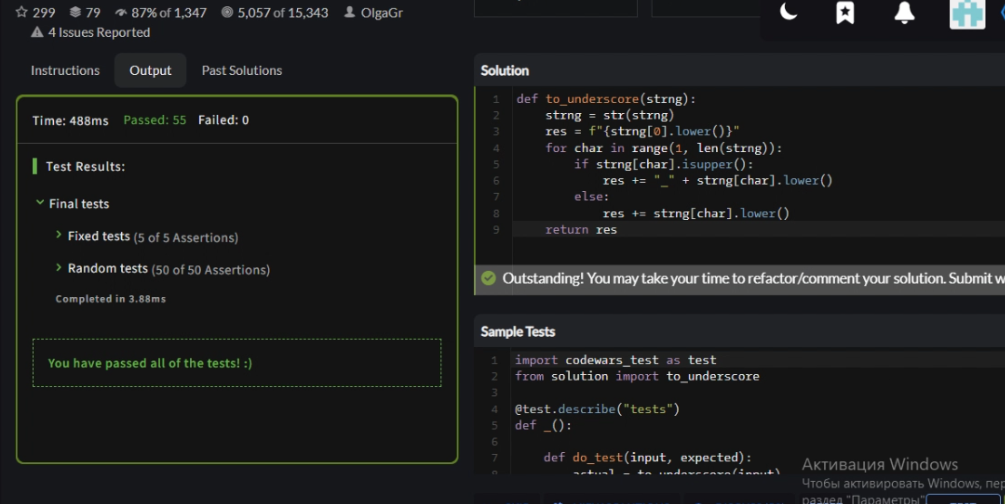 299 79 87% of 1,347 5,057 of 15,343 OlgaGr
4 Issues Reported
Instructions Output Past Solutions
Time: 488ms Passed: 55 Failed: 0
Test Results:
Final tests
Fixed tests (5 of 5 Assertions)
Random tests (50 of 50 Assertions)
Completed in 3.88ms
You have passed all of the tests! :)
Solution
1 def to_underscore(strng):
2 strng = str(strng)
3 res = f"{strng[0].lower()}"
4 for char in range(1, len(strng)):
5 if strng[char].isupper():
6 res += "_" + strng[char].lower()
7 else:
8 res += strng[char].lower()
9 return res
Outstanding! You may take your time to refactor/comment your solution. Submit w
Sample Tests
1 import codewars_test as test
2 from solution import to_underscore
3
4 @test.describe("tests")
5 def _():
6
7 def do_test(input, expected):
8 actual = to_underscore(input)
Активация Windows
Чтобы активировать Windows, пер
раздел "Параметры"